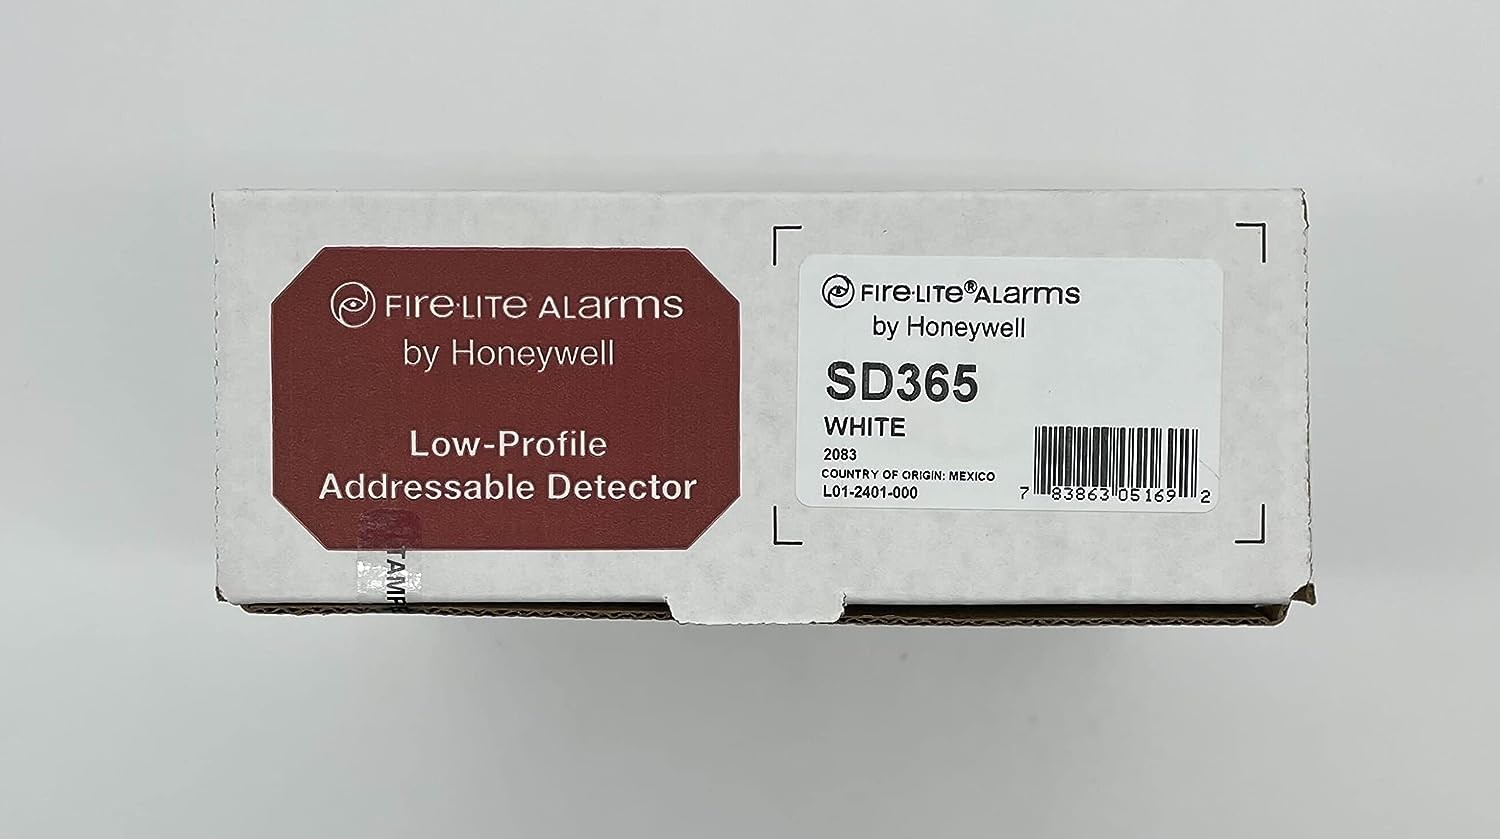 FIRE·LITE ALARMS
by Honeywell
Low-Profile
Addressable Detector
TAMP
FIRE·LITE® ALARMS
by Honeywell
SD365
WHITE
2083
COUNTRY OF ORIGIN: MEXICO
L01-2401-000
7 83863 05169 2